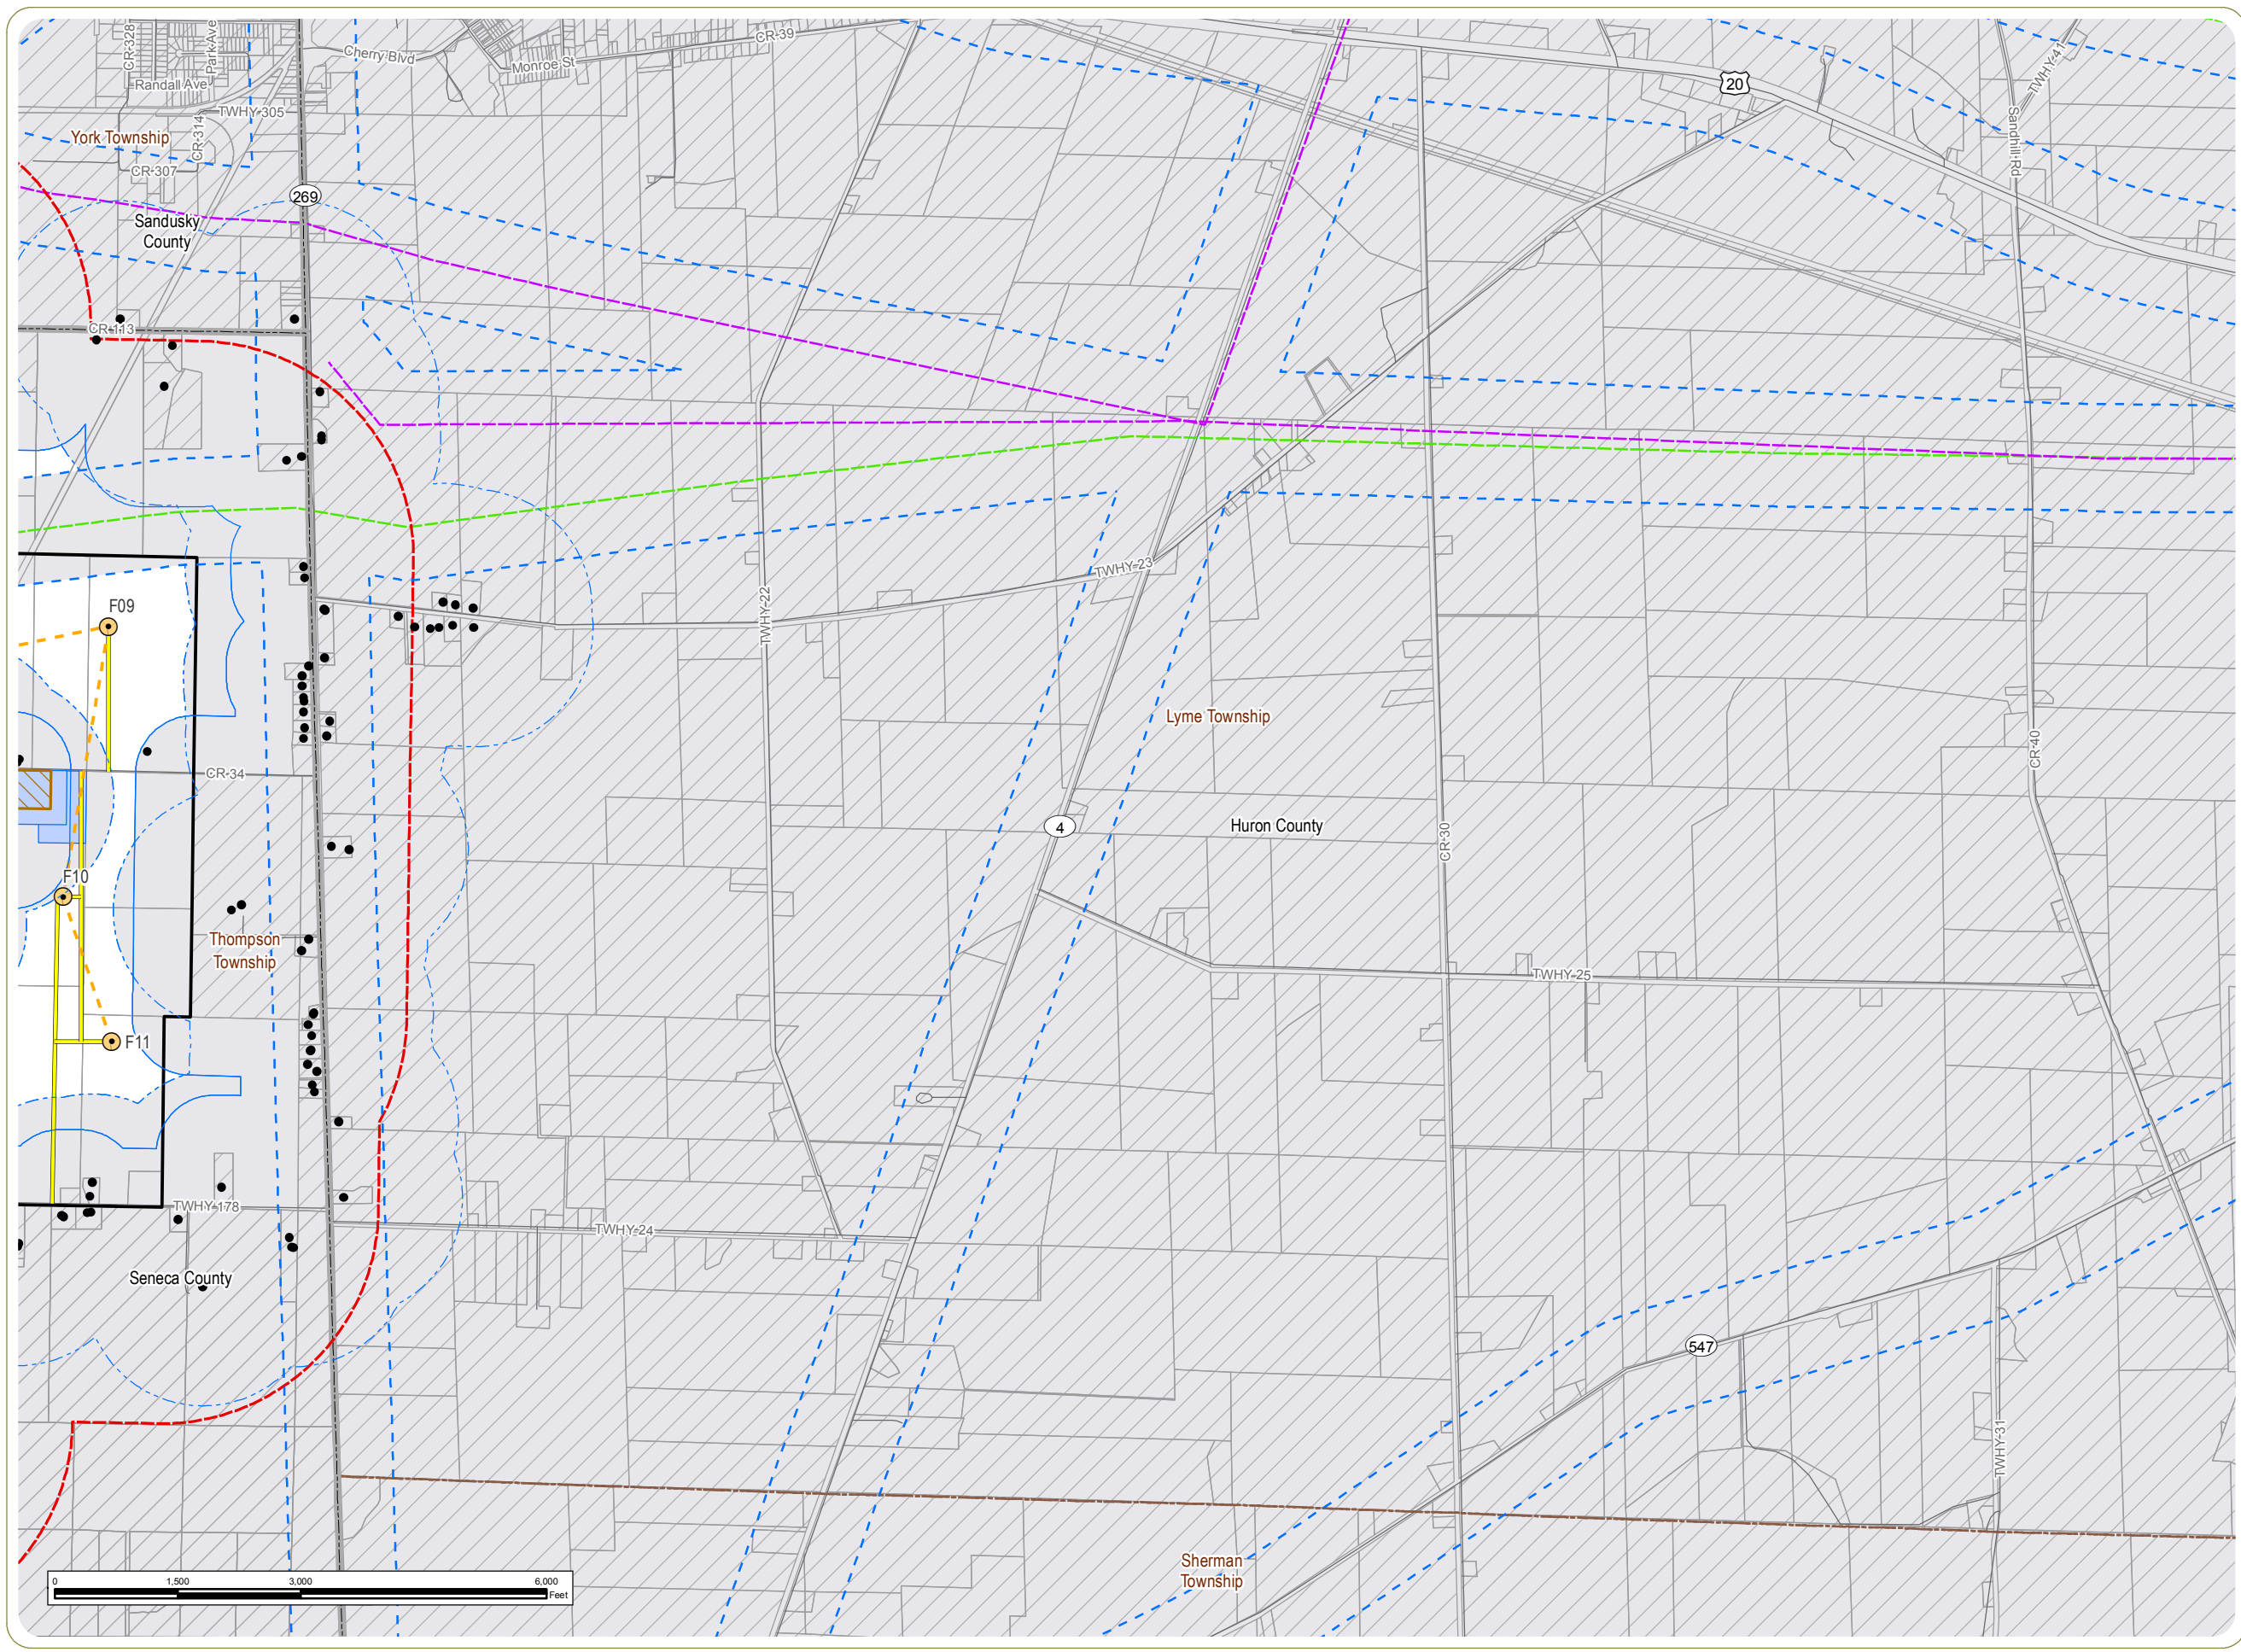 CR-328
Park Ave
Cherry Blvd
CR-39
Monroe St
Randall Ave
TWHY-305
CR-314
York Township
CR-307
20
TWHY-41
Sandhill Rd
269
Sandusky
County
CR-113
F09
TWHY-23
TWHY-22
Lyme Township
CR-40
CR-34
4
Huron County
CR-30
F10
Thompson
Township
TWHY-25
F11
TWHY-178
TWHY-24
Seneca County
547
TWHY-31
Sherman
Township
0 1,500 3,000 6,000
Feet